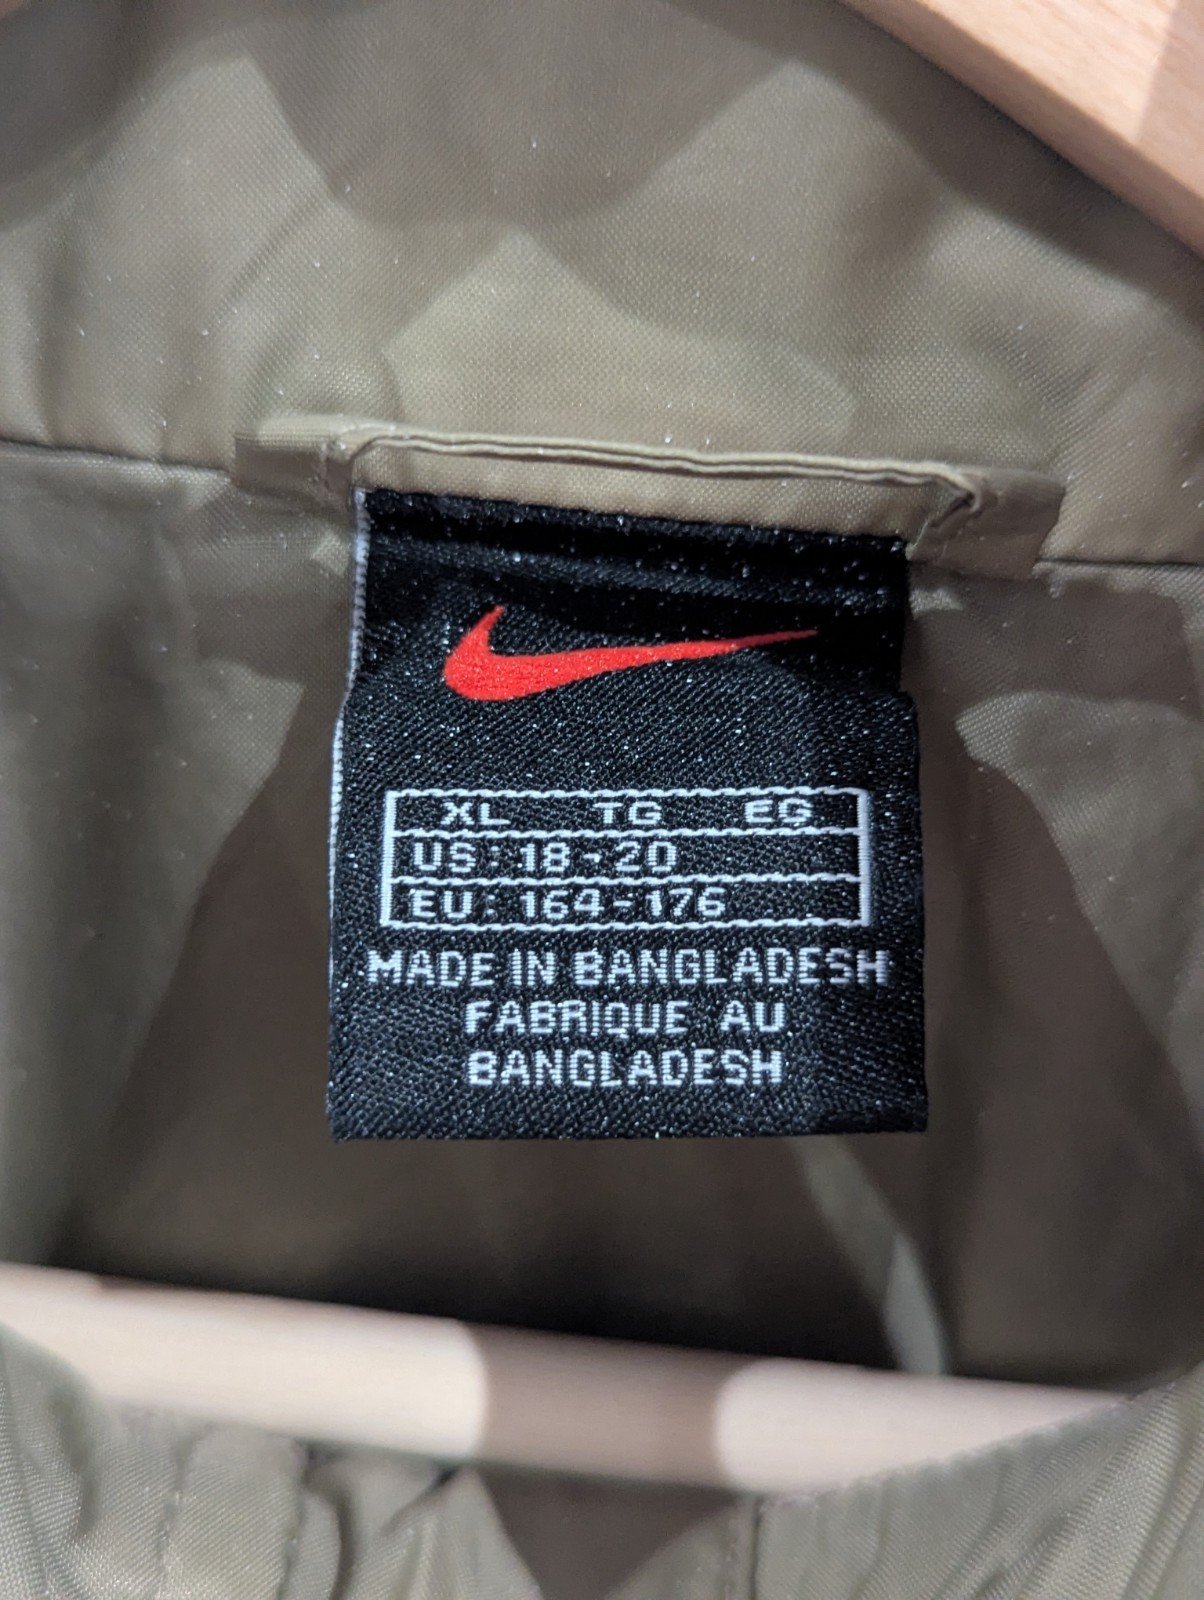 XL TG EG
US: 18-20
EU: 164-176
MADE IN BANGLADESH
FABRIQUE AU
BANGLADESH